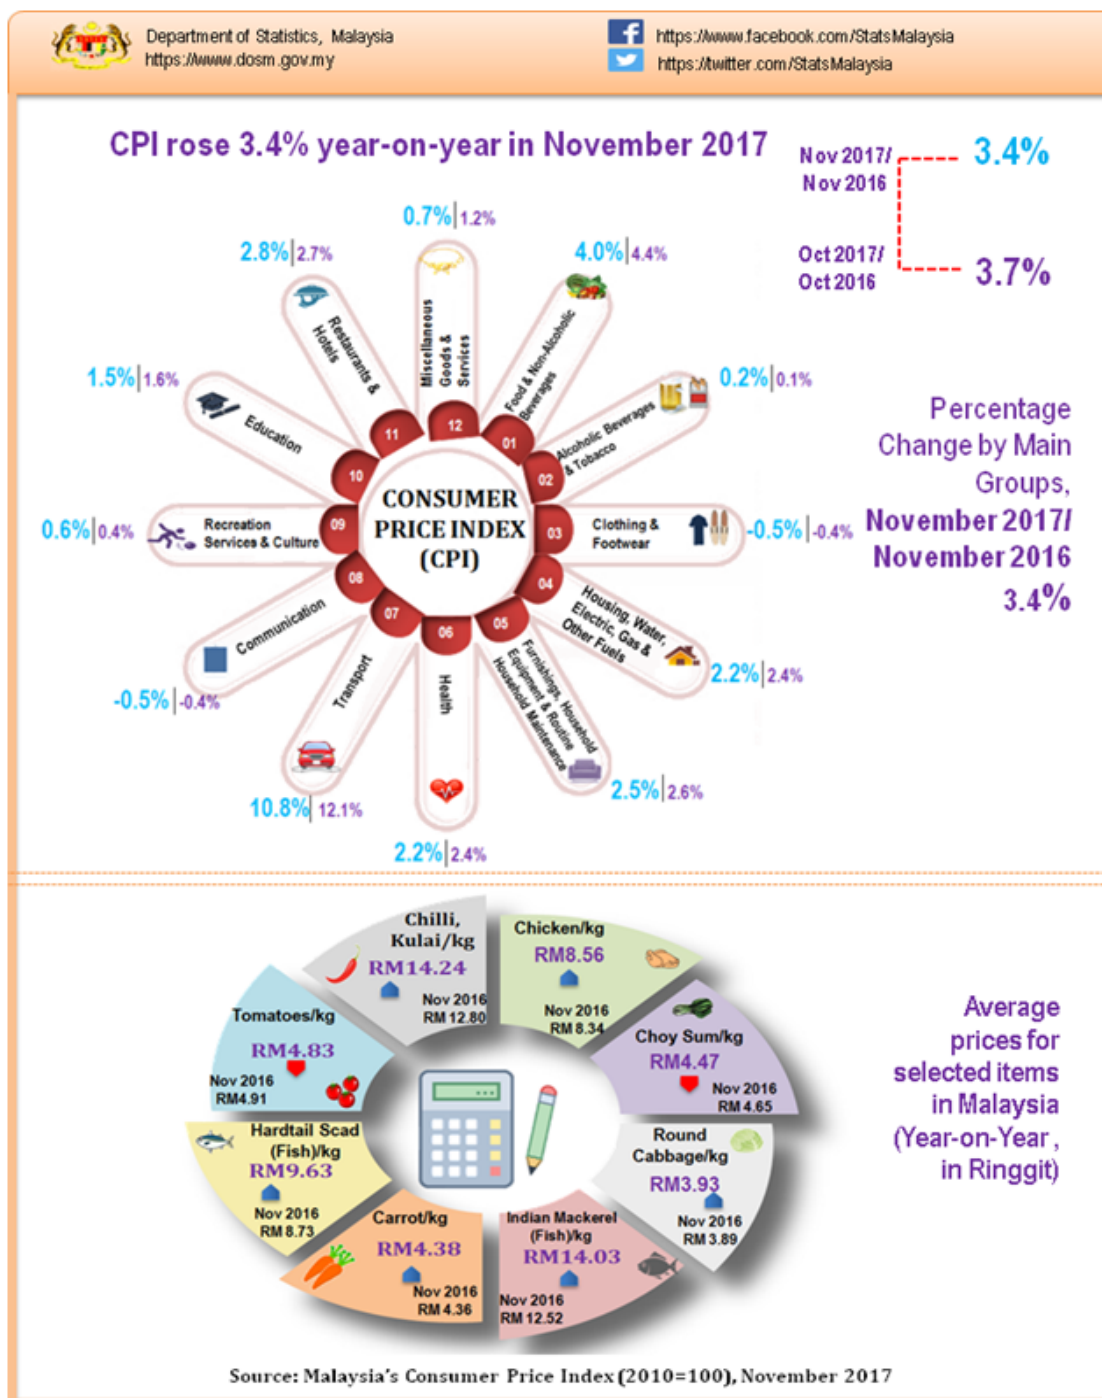 Department of Statistics, Malaysia
https://www.dosm.gov.my
https://www.facebook.com/StatsMalaysia
https://twitter.com/StatsMalaysia
CPI rose 3.4% year-on-year in November 2017
Nov 2017/
Nov 2016
3.4%
Oct 2017/
Oct 2016
3.7%
Percentage
Change by Main
Groups,
November 2017/
November 2016
3.4%
CONSUMER
PRICE INDEX
(CPI)
4.0% 4.4%
Food & Non-Alcoholic
Beverages
01
0.2% 0.1%
Alcoholic Beverages
& Tobacco
02
-0.5% -0.4%
Clothing &
Footwear
03
2.2% 2.4%
Housing, Water,
Electric, Gas &
Other Fuels
04
2.5% 2.6%
Furnishings, Household
Equipment & Routine
Household Maintenance
05
2.2% 2.4%
Health
06
10.8% 12.1%
Transport
07
-0.5% -0.4%
Communication
08
0.6% 0.4%
Recreation
Services & Culture
09
1.5% 1.6%
Education
10
2.8% 2.7%
Restaurants &
Hotels
11
0.7% 1.2%
Miscellaneous
Goods &
Services
12
Chilli,
Kulai/kg
RM14.24
Nov 2016
RM 12.80
Chicken/kg
RM8.56
Nov 2016
RM 8.34
Choy Sum/kg
RM4.47
Nov 2016
RM 4.65
Round
Cabbage/kg
RM3.93
Nov 2016
RM 3.89
Indian Mackerel
(Fish)/kg
RM14.03
Nov 2016
RM 12.52
Carrot/kg
RM4.38
Nov 2016
RM 4.36
Hardtail Scad
(Fish)/kg
RM9.63
Nov 2016
RM 8.73
Tomatoes/kg
RM4.83
Nov 2016
RM4.91
Average
prices for
selected items
in Malaysia
(Year-on-Year ,
in Ringgit)
Source: Malaysia's Consumer Price Index (2010=100), November 2017